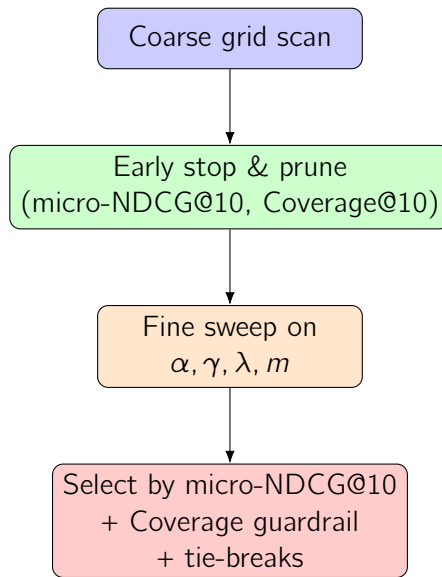 Coarse grid scan
Early stop & prune
(micro-NDCG@10, Coverage@10)
Fine sweep on
α, γ, λ, m
Select by micro-NDCG@10
+ Coverage guardrail
+ tie-breaks